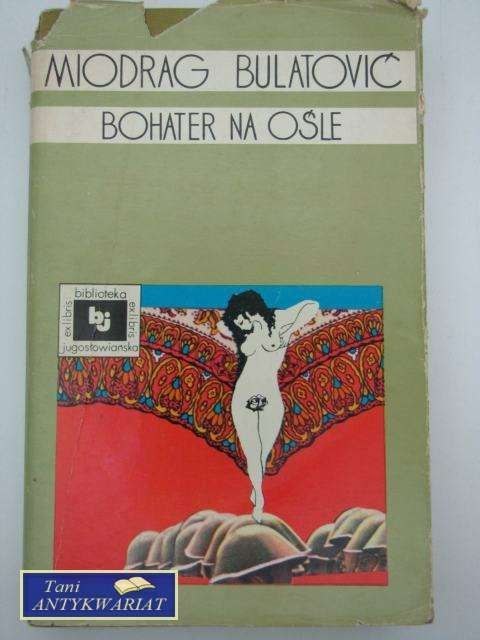 MIODRAG BULATOVIĆ
BOHATER NA OŚLE
biblioteka
ex libris
bj
ex libris
jugosłowiańska
Tani
ANTYKWARIAT